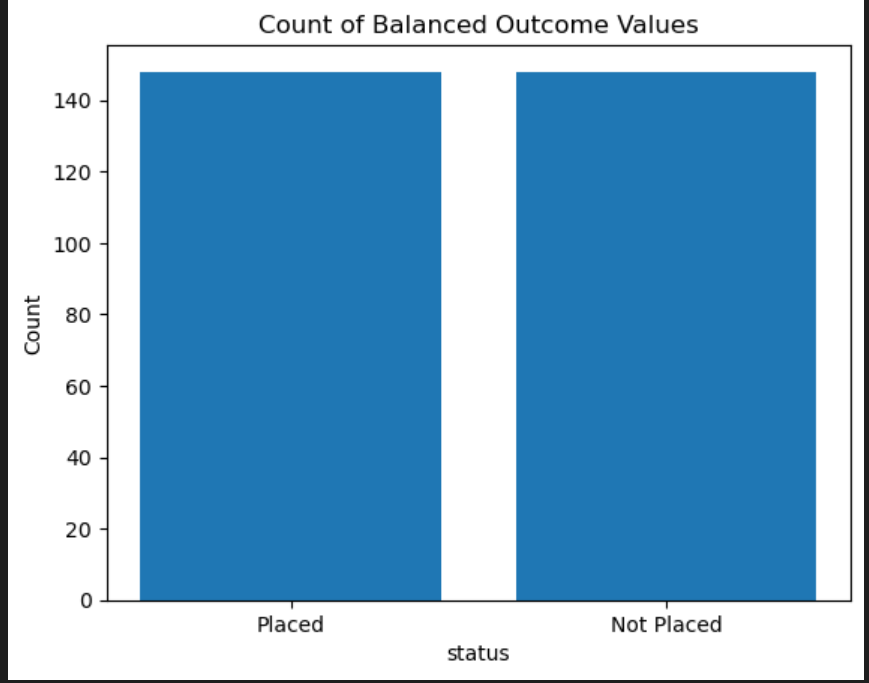 Count of Balanced Outcome Values
140
120
100
80
60
40
20
0
Count
Placed
Not Placed
status